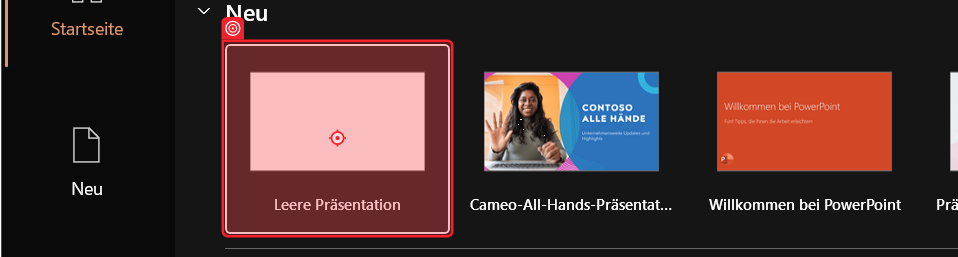 Startseite
Neu
Neu
Leere Präsentation
CONTOSO
ALLE HÄNDE
Unternehmensweite Updates und
Highlights
Cameo-All-Hands-Präsentat...
Willkommen bei PowerPoint
Fünf Tipps, die Ihnen die Arbeit erleichtern
P
Willkommen bei PowerPoint
Prä